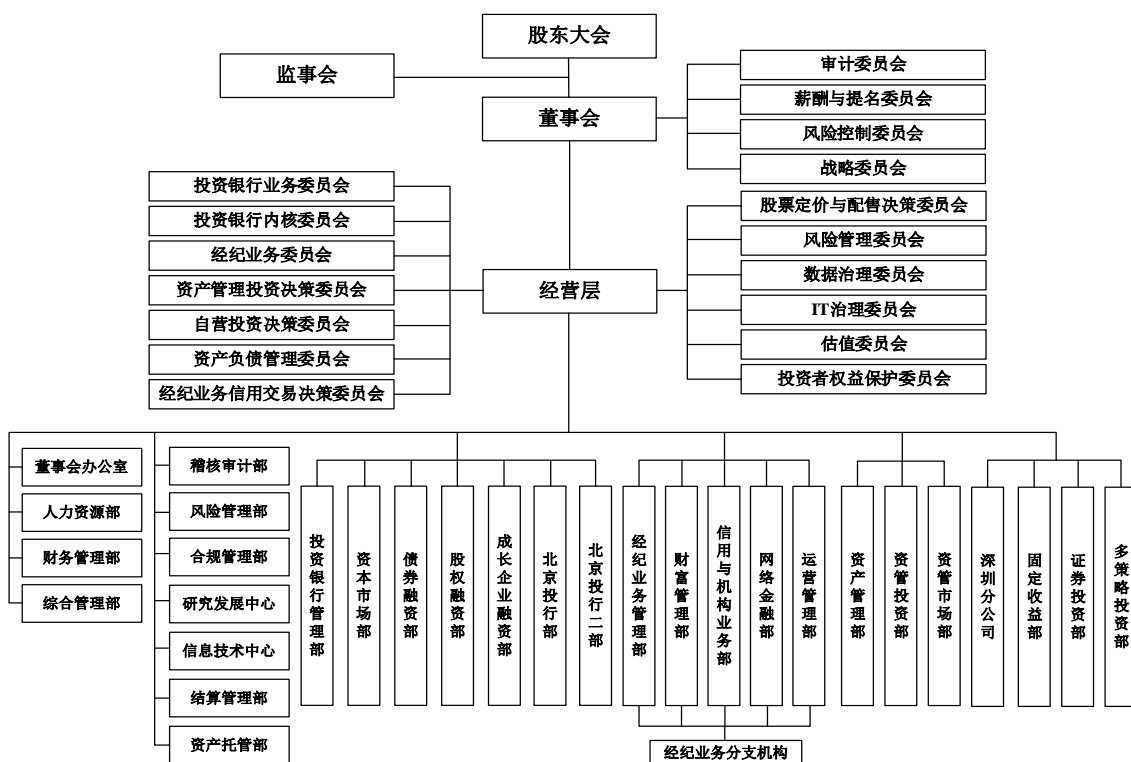 股东大会
监事会
董事会
审计委员会
薪酬与提名委员会
风险控制委员会
战略委员会
投资银行业务委员会
投资银行内核委员会
经纪业务委员会
资产管理投资决策委员会
自营投资决策委员会
资产负债管理委员会
经纪业务信用交易决策委员会
经营层
股票定价与配售决策委员会
风险管理委员会
数据治理委员会
IT治理委员会
估值委员会
投资者权益保护委员会
董事会办公室
人力资源部
财务管理部
综合管理部
稽核审计部
风险管理部
合规管理部
研究发展中心
信息技术中心
结算管理部
资产托管部
投资银行管理部
资本市场部
债券融资部
股权融资部
成长企业融资部
北京投行部
北京投行二部
经纪业务管理部
财富管理部
信用与机构业务部
网络金融部
运营管理部
资产管理部
资管投资部
资管市场部
深圳分公司
固定收益部
证券投资部
多策略投资部
经纪业务分支机构